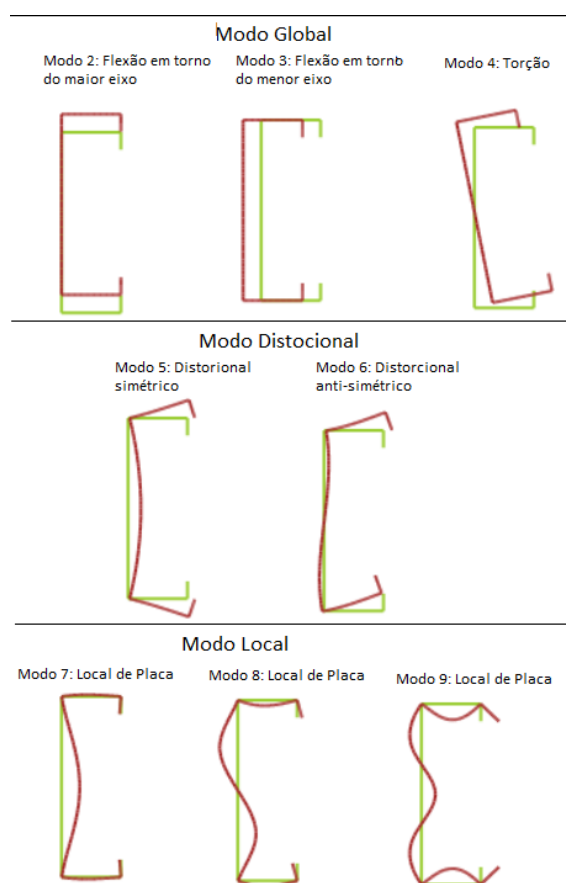 Modo Global
Modo 2: Flexão em torno
do maior eixo
Modo 3: Flexão em torno
do menor eixo
Modo 4: Torção
Modo Distocional
Modo 5: Distorional
simétrico
Modo 6: Distorcional
anti-simétrico
Modo Local
Modo 7: Local de Placa
Modo 8: Local de Placa
Modo 9: Local de Placa